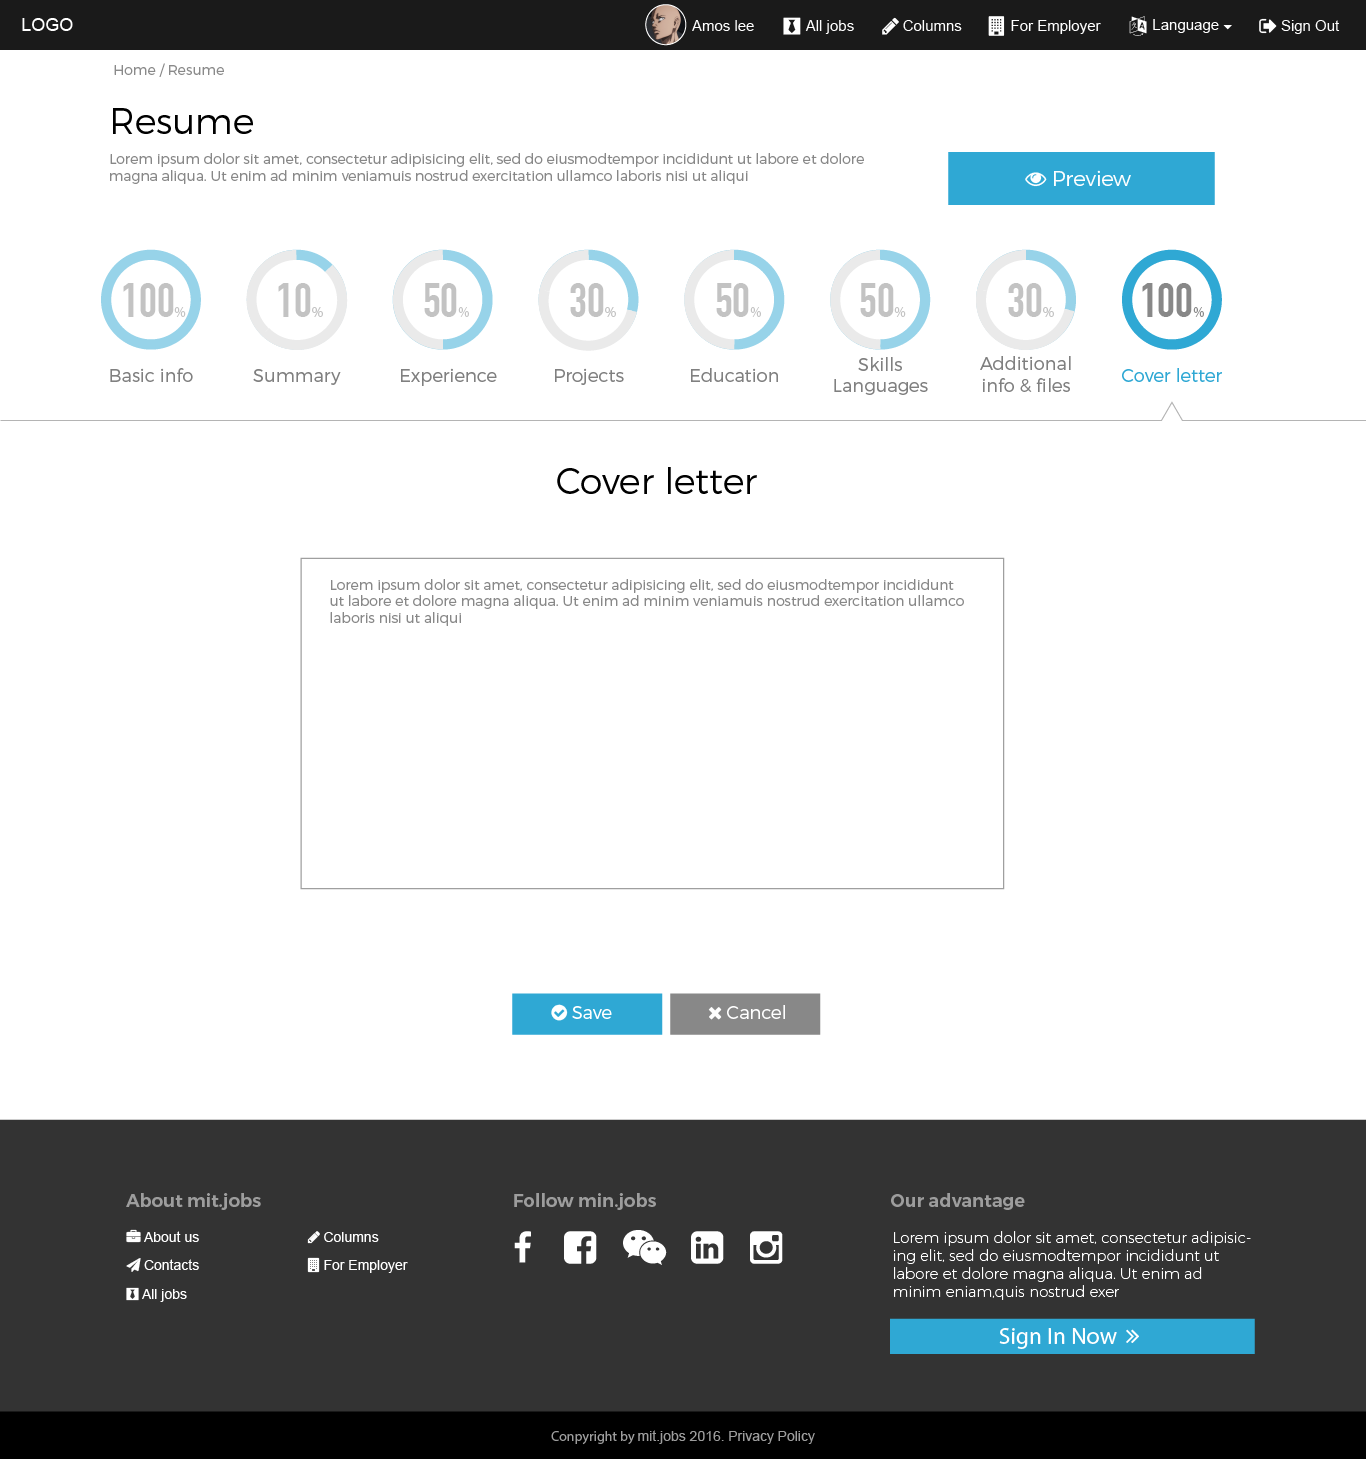 LOGO
Amos lee
All jobs
Columns
For Employer
Language
Sign Out
Home / Resume
Resume
Lorem ipsum dolor sit amet, consectetur adipisicing elit, sed do eiusmodtempor incididunt ut labore et dolore
magna aliqua. Ut enim ad minim veniamuis nostrud exercitation ullamco laboris nisi ut aliqui
Preview
100%
10%
50%
30%
50%
50%
30%
100%
Basic info
Summary
Experience
Projects
Education
Skills
Languages
Additional
info & files
Cover letter
Cover letter
Lorem ipsum dolor sit amet, consectetur adipisicing elit, sed do eiusmodtempor incididunt
ut labore et dolore magna aliqua. Ut enim ad minim veniamuis nostrud exercitation ullamco
laboris nisi ut aliqui
Save
Cancel
About mit.jobs
About us
Contacts
All jobs
Columns
For Employer
Follow min.jobs
Our advantage
Lorem ipsum dolor sit amet, consectetur adipisic-
ing elit, sed do eiusmodtempor incididunt ut
labore et dolore magna aliqua. Ut enim ad
minim eniam,quis nostrud exer
Sign In Now »
Conpyright by mit.jobs 2016. Privacy Policy